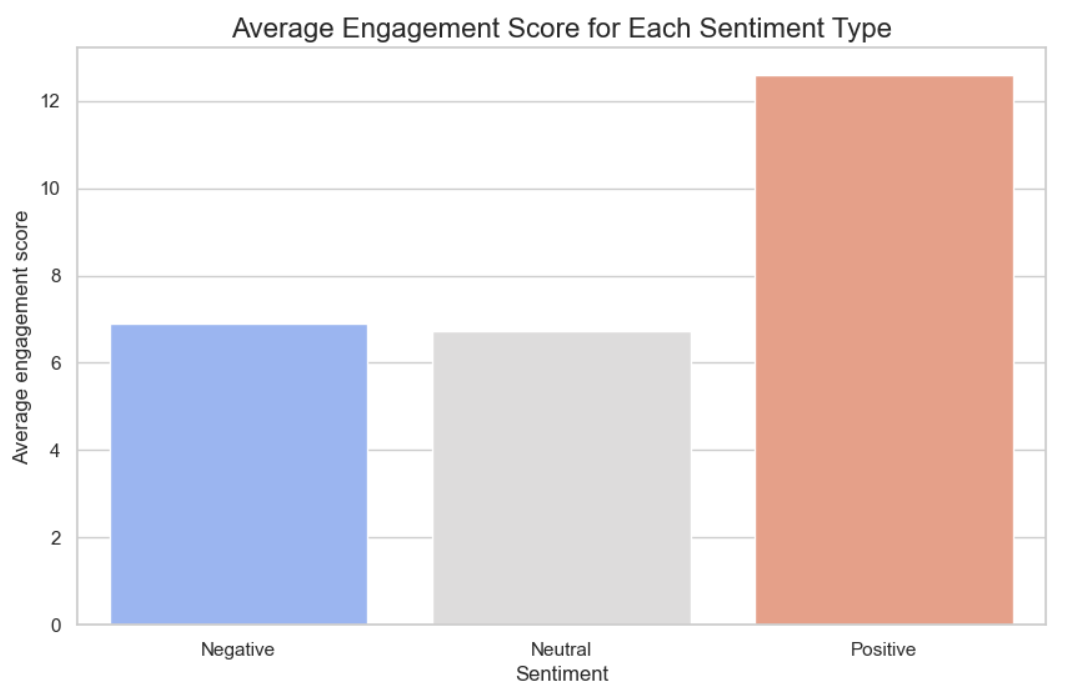 Average Engagement Score for Each Sentiment Type
Average engagement score
12
10
8
6
4
2
0
Negative
Neutral
Positive
Sentiment